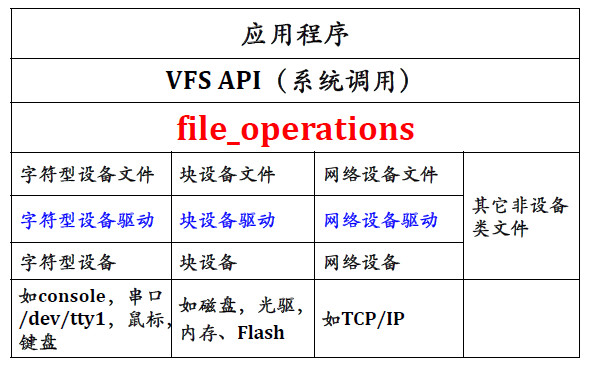 应用程序
VFS API（系统调用）
file_operations
字符型设备文件
块设备文件
网络设备文件
其它非设备
类文件
字符型设备驱动
块设备驱动
网络设备驱动
字符型设备
块设备
网络设备
如console，串口
/dev/tty1，鼠标，
键盘
如磁盘，光驱，
内存、Flash
如TCP/IP